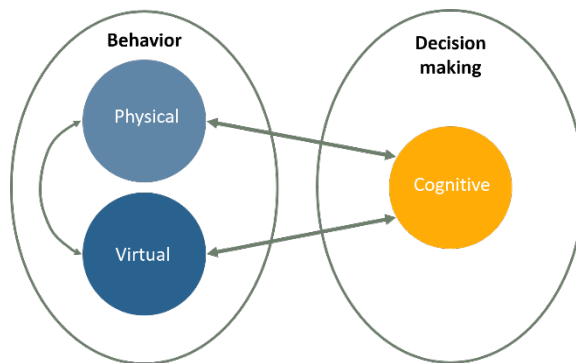 Behavior
Physical
Virtual
Decision
making
Cognitive